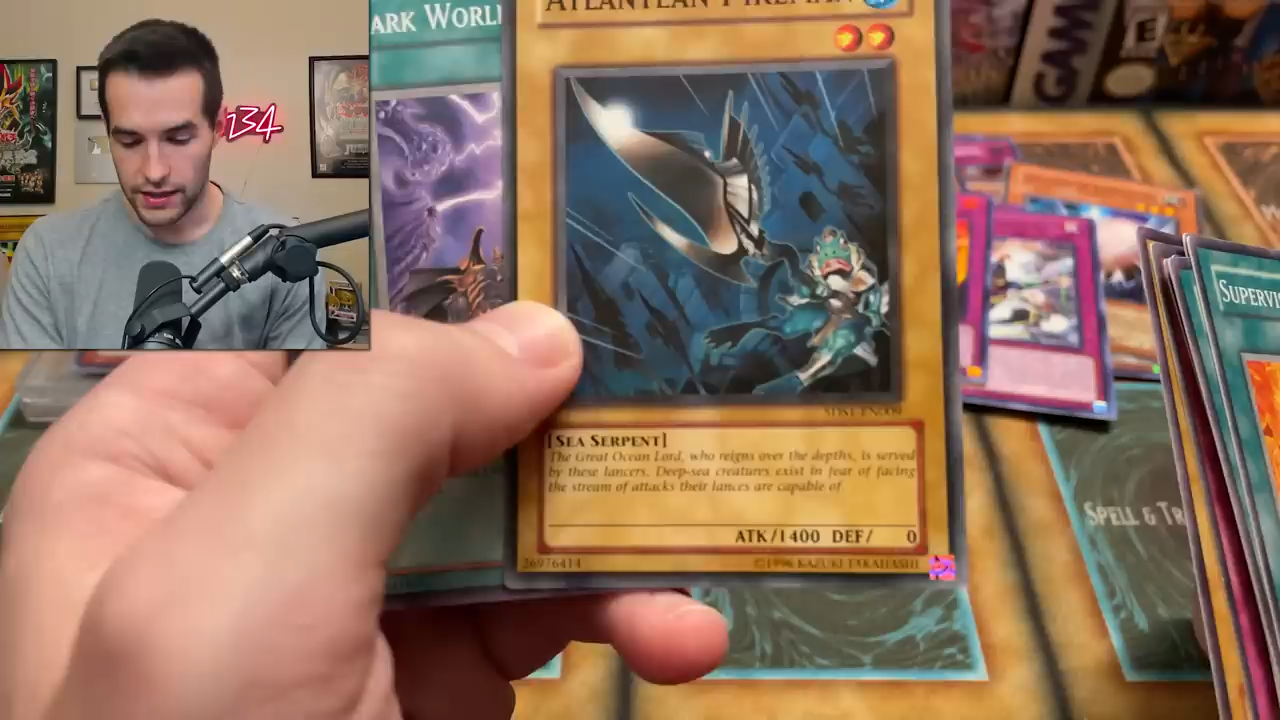 ARK WORL
ATLANTEAN PIKEMAN
SDS1-EN009
[SEA SERPENT]
The Great Ocean Lord, who reigns over the depths, is served
by these lancers. Deep-sea creatures exist in fear of facing
the stream of attacks their lances are capable of
ATK/1400 DEF/ 0
26976414
©1996 KAZUKI TAKAHASHI
234
GAM
E
SUPERVI
SPELL & TR